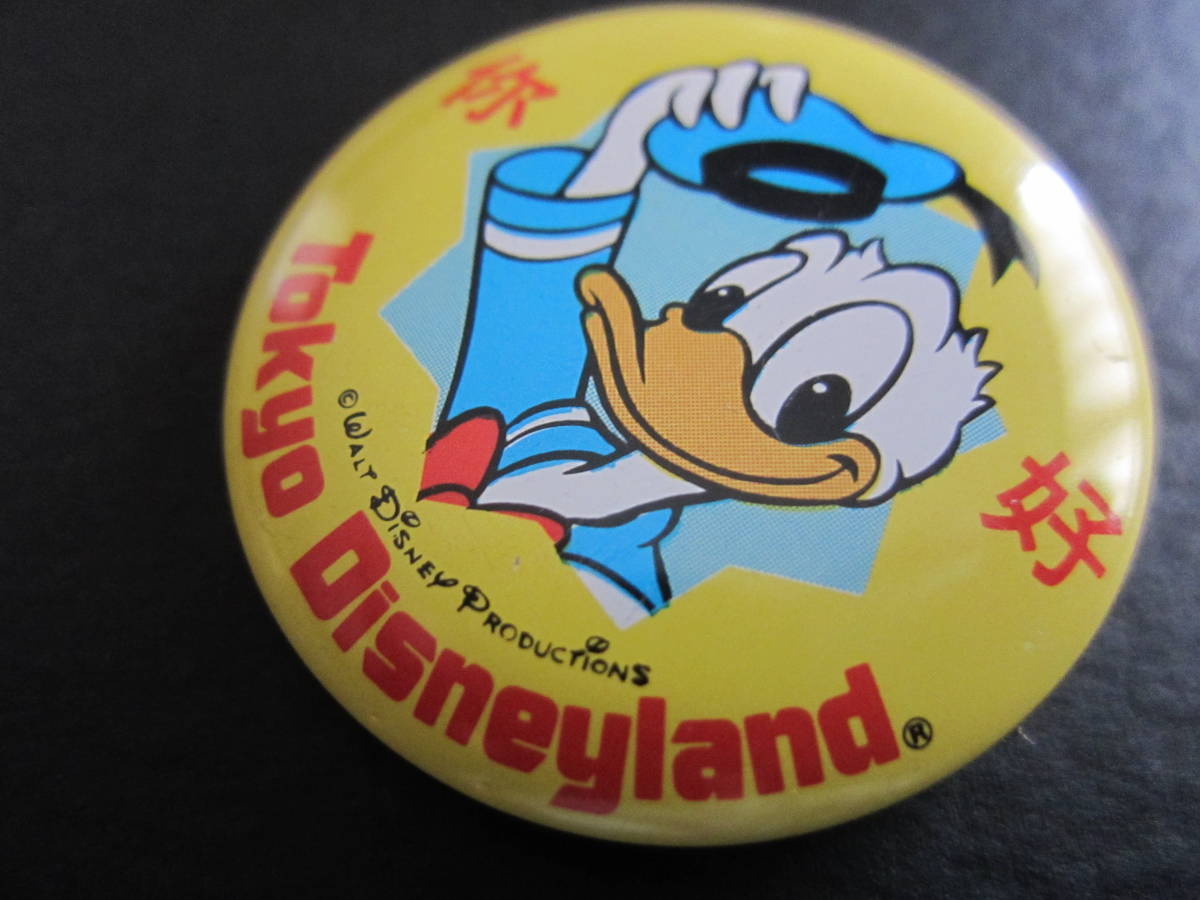 你 好
© WALT DISNEY PRODUCTIONS
Tokyo Disneyland®